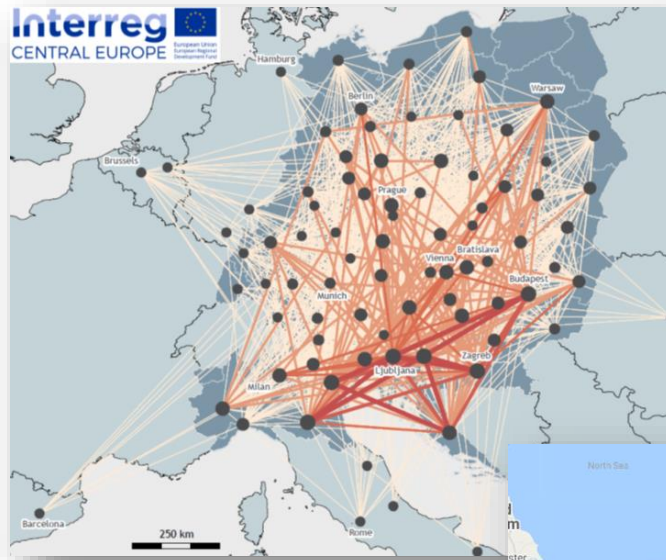 Interreg
CENTRAL EUROPE
European Union
European Regional
Development Fund
Hamburg
Berlin
Warsaw
Brussels
Prague
Vienna
Bratislava
Munich
Budapest
Milan
Ljubljana
Zagreb
Barcelona
Rome
250 km
North Sea
d
m
ster